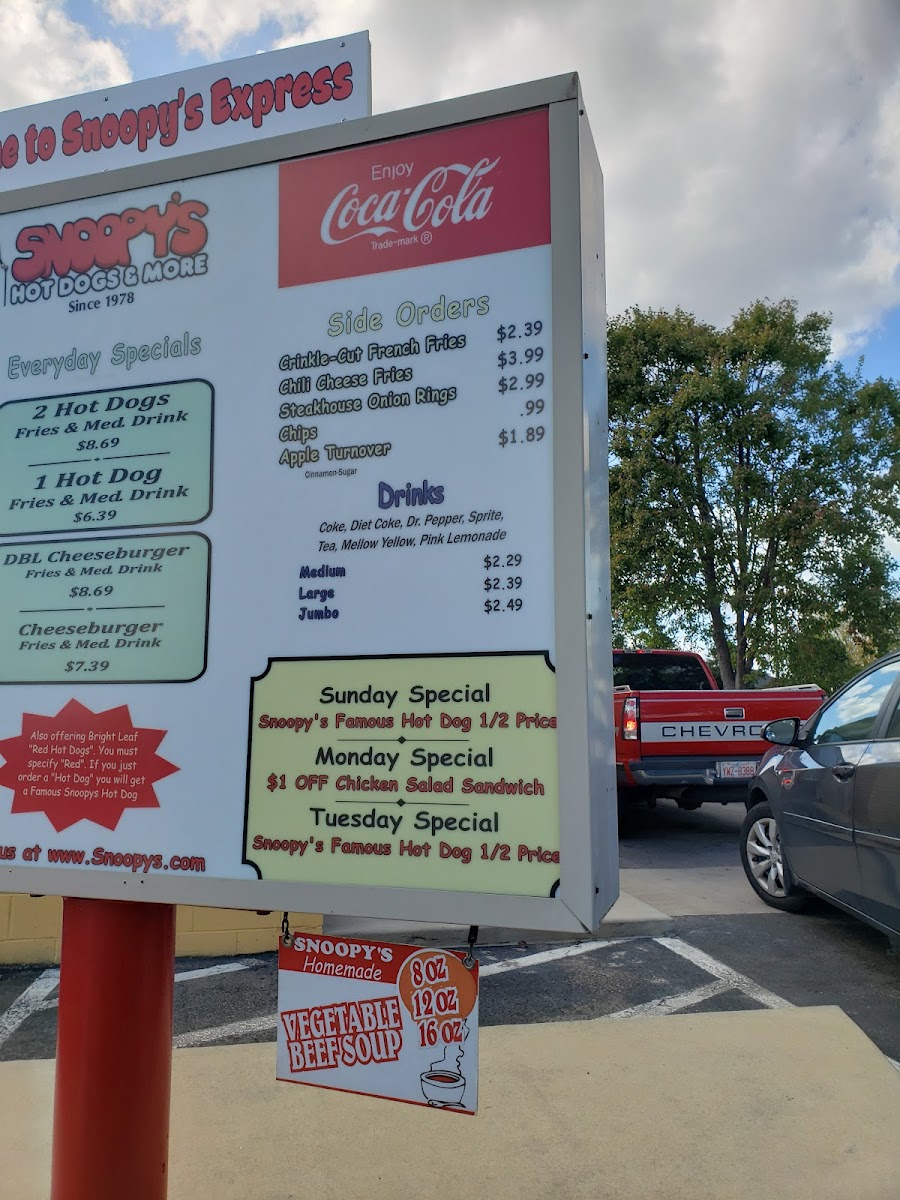 e to Snoopy's Express
SNOOPY'S
HOT DOGS & MORE
Since 1978
Everyday Specials
2 Hot Dogs
Fries & Med. Drink
$8.69
1 Hot Dog
Fries & Med. Drink
$6.39
DBL Cheeseburger
Fries & Med. Drink
$8.69
Cheeseburger
Fries & Med. Drink
$7.39
Also offering Bright Leaf
"Red Hot Dogs". You must
specify "Red". If you just
order a "Hot Dog" you will get
a Famous Snoopys Hot Dog
us at www.Snoopys.com
Enjoy
Coca-Cola
Trade-mark ®
Side Orders
Crinkle-Cut French Fries $2.39
Chili Cheese Fries $3.99
Steakhouse Onion Rings $2.99
Chips .99
Apple Turnover $1.89
Cinnamon-Sugar
Drinks
Coke, Diet Coke, Dr. Pepper, Sprite,
Tea, Mellow Yellow, Pink Lemonade
Medium $2.29
Large $2.39
Jumbo $2.49
Sunday Special
Snoopy's Famous Hot Dog 1/2 Price
Monday Special
$1 OFF Chicken Salad Sandwich
Tuesday Special
Snoopy's Famous Hot Dog 1/2 Price
SNOOPY'S
Homemade
VEGETABLE
BEEF SOUP
8 OZ
12 OZ
16 OZ
CHEVRO